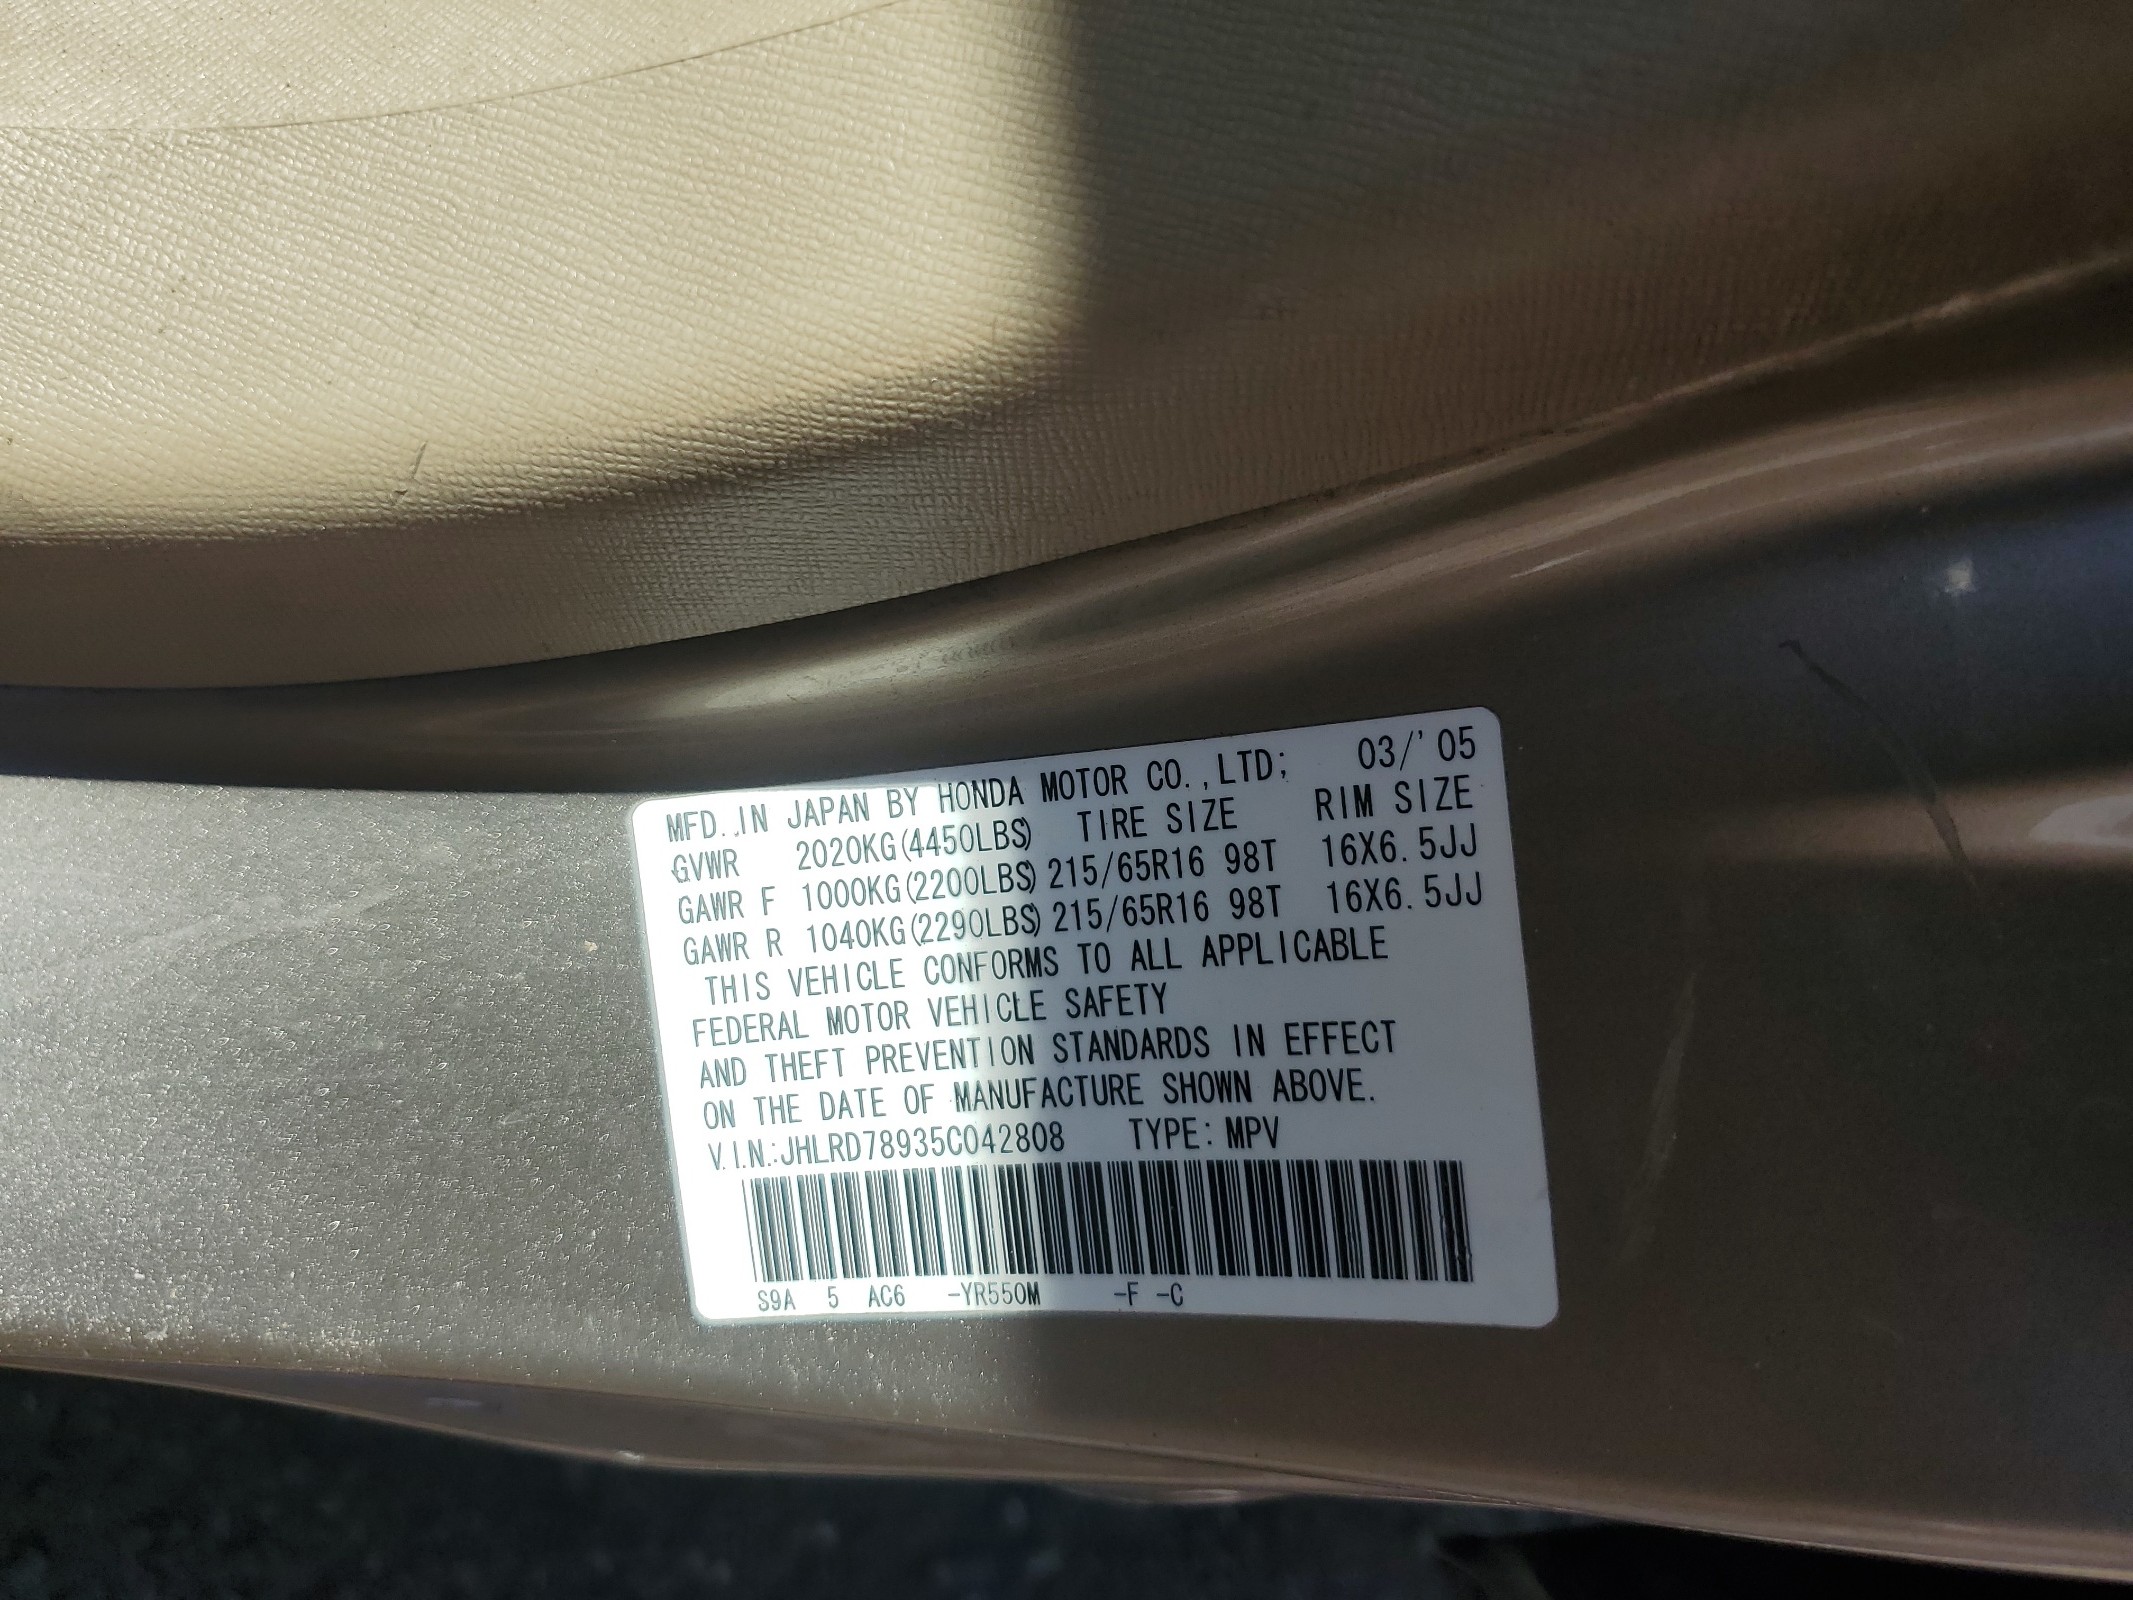 MFD. IN JAPAN BY HONDA MOTOR CO.,LTD; 03/'05
GVWR 2020KG(4450LBS) TIRE SIZE RIM SIZE
GAWR F 1000KG(2200LBS) 215/65R16 98T 16X6.5JJ
GAWR R 1040KG(2290LBS) 215/65R16 98T 16X6.5JJ
THIS VEHICLE CONFORMS TO ALL APPLICABLE
FEDERAL MOTOR VEHICLE SAFETY
AND THEFT PREVENTION STANDARDS IN EFFECT
ON THE DATE OF MANUFACTURE SHOWN ABOVE.
V.I.N.:JHLRD78935C042808 TYPE: MPV
S9A 5 AC6 -YR550M -F -C